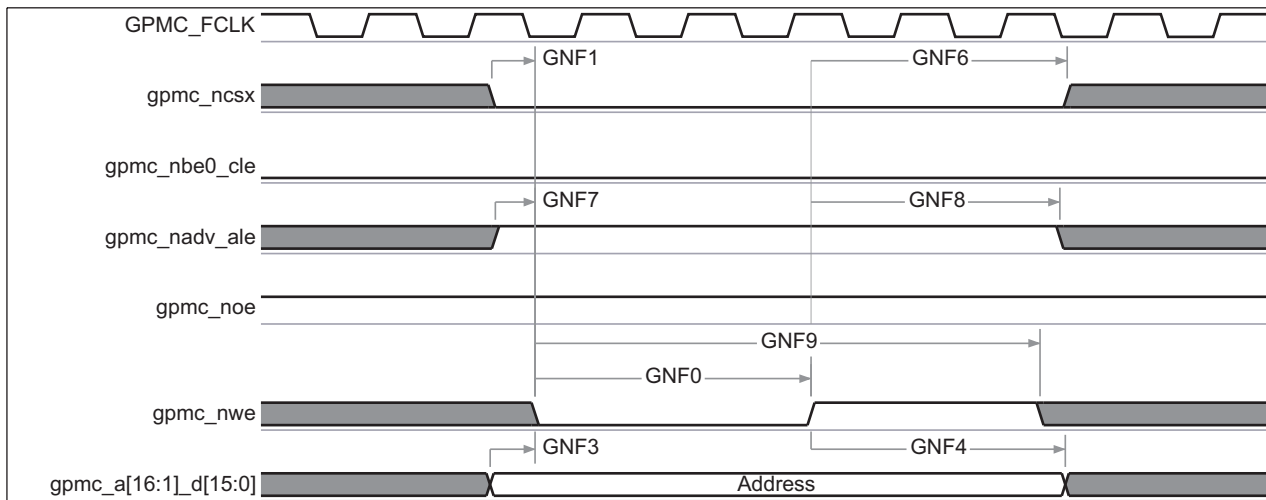 GPMC_FCLK
GNF1
GNF6
gpmc_ncsx
gpmc_nbe0_cle
GNF7
GNF8
gpmc_nadv_ale
gpmc_noe
GNF9
GNF0
gpmc_nwe
GNF3
GNF4
gpmc_a[16:1]_d[15:0]
Address